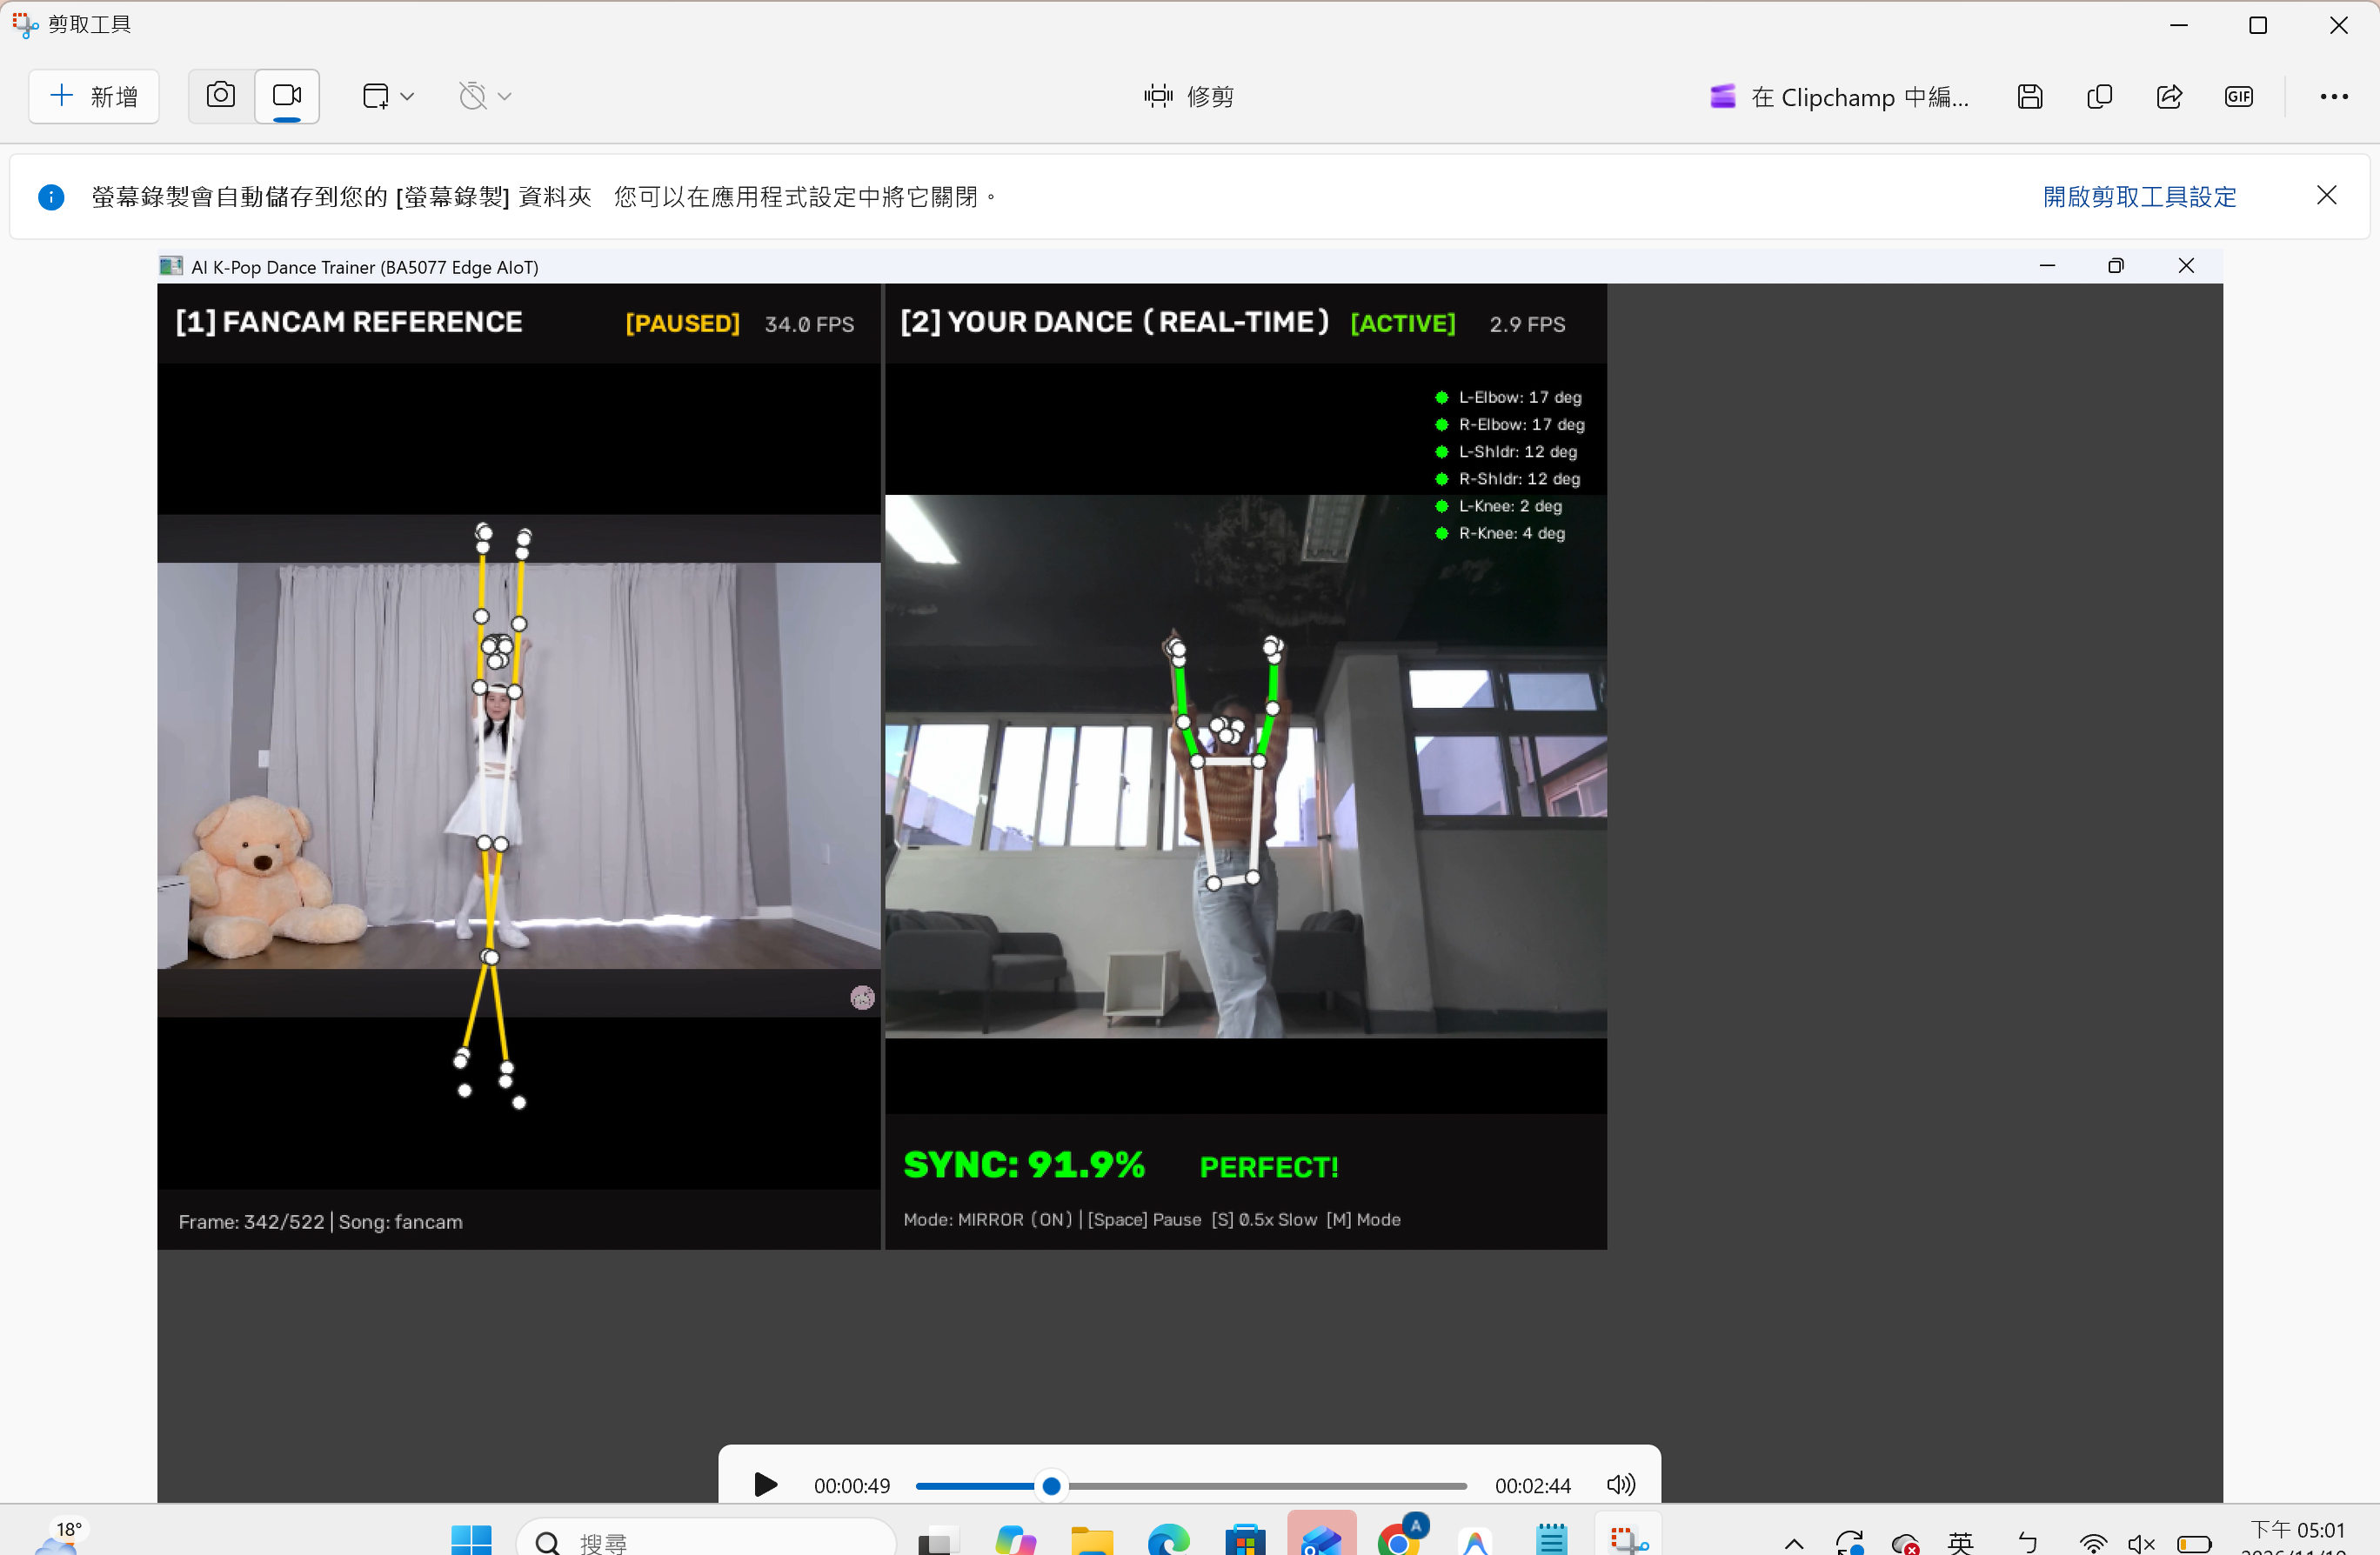 剪取工具
新增
修剪
在 Clipchamp 中編...
GIF
螢幕錄製會自動儲存到您的 [螢幕錄製] 資料夾 您可以在應用程式設定中將它關閉。
開啟剪取工具設定
AI K-Pop Dance Trainer (BA5077 Edge AIoT)
[1] FANCAM REFERENCE [PAUSED] 34.0 FPS
[2] YOUR DANCE (REAL-TIME) [ACTIVE] 2.9 FPS
L-Elbow: 17 deg
R-Elbow: 17 deg
L-Shldr: 12 deg
R-Shldr: 12 deg
L-Knee: 2 deg
R-Knee: 4 deg
SYNC: 91.9% PERFECT!
Mode: MIRROR (ON) | [Space] Pause [S] 0.5x Slow [M] Mode
Frame: 342/522 | Song: fancam
00:00:49
00:02:44
18°
搜尋
A
英
ㄅ
下午 05:01